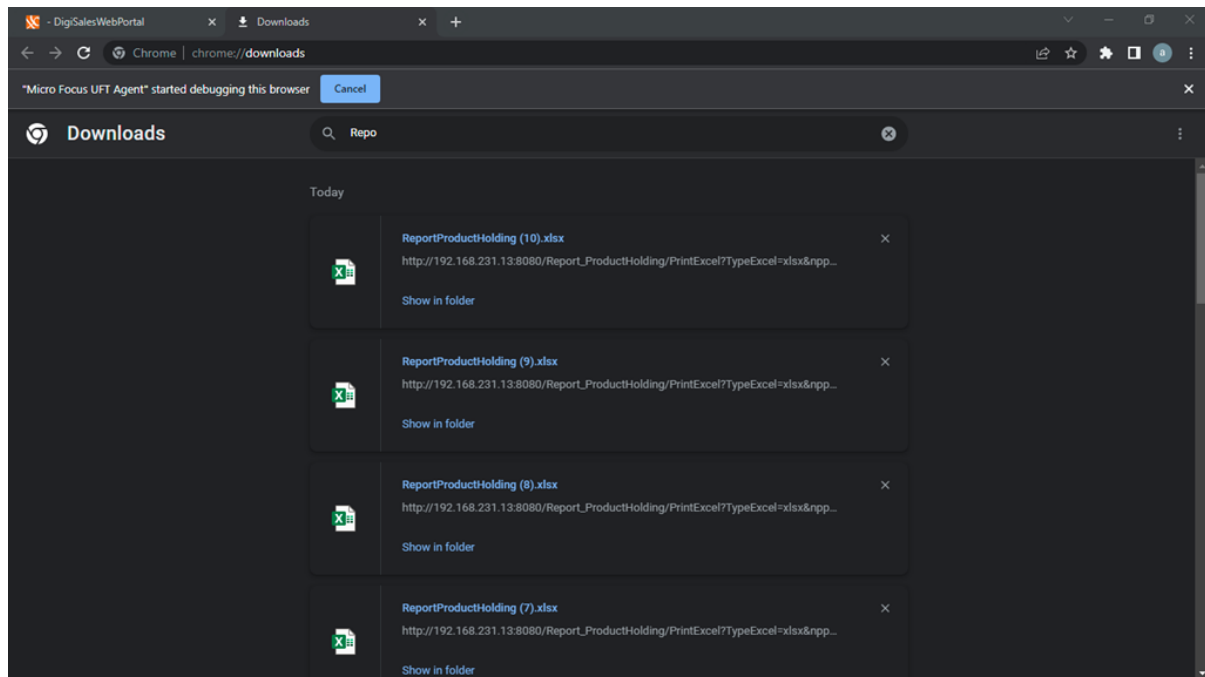 - DigiSalesWebPortal
Downloads
Chrome | chrome://downloads
a
"Micro Focus UFT Agent" started debugging this browser
Cancel
Downloads
Repo
Today
ReportProductHolding (10).xlsx
http://192.168.231.13:8080/Report_ProductHolding/PrintExcel?TypeExcel=xlsx&npp...
Show in folder
ReportProductHolding (9).xlsx
http://192.168.231.13:8080/Report_ProductHolding/PrintExcel?TypeExcel=xlsx&npp...
Show in folder
ReportProductHolding (8).xlsx
http://192.168.231.13:8080/Report_ProductHolding/PrintExcel?TypeExcel=xlsx&npp...
Show in folder
ReportProductHolding (7).xlsx
http://192.168.231.13:8080/Report_ProductHolding/PrintExcel?TypeExcel=xlsx&npp...
Show in folder